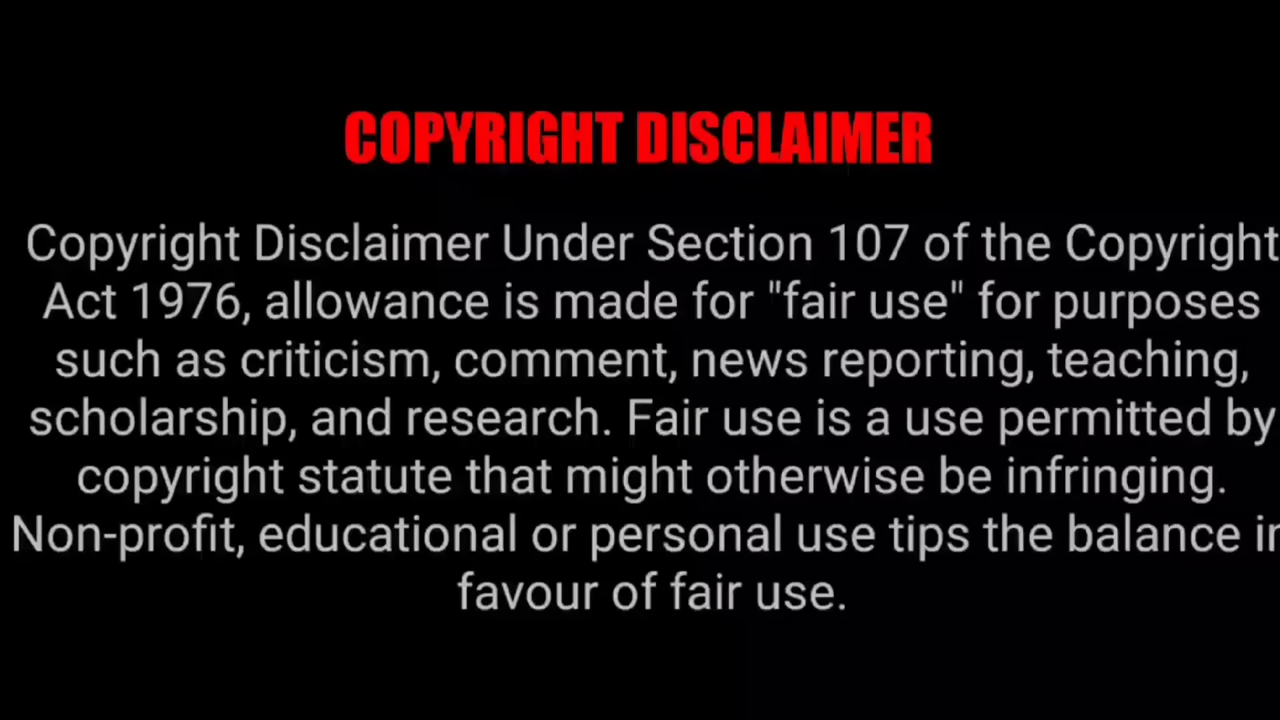 COPYRIGHT DISCLAIMER
Copyright Disclaimer Under Section 107 of the Copyright
Act 1976, allowance is made for "fair use" for purposes
such as criticism, comment, news reporting, teaching,
scholarship, and research. Fair use is a use permitted by
copyright statute that might otherwise be infringing.
Non-profit, educational or personal use tips the balance in
favour of fair use.